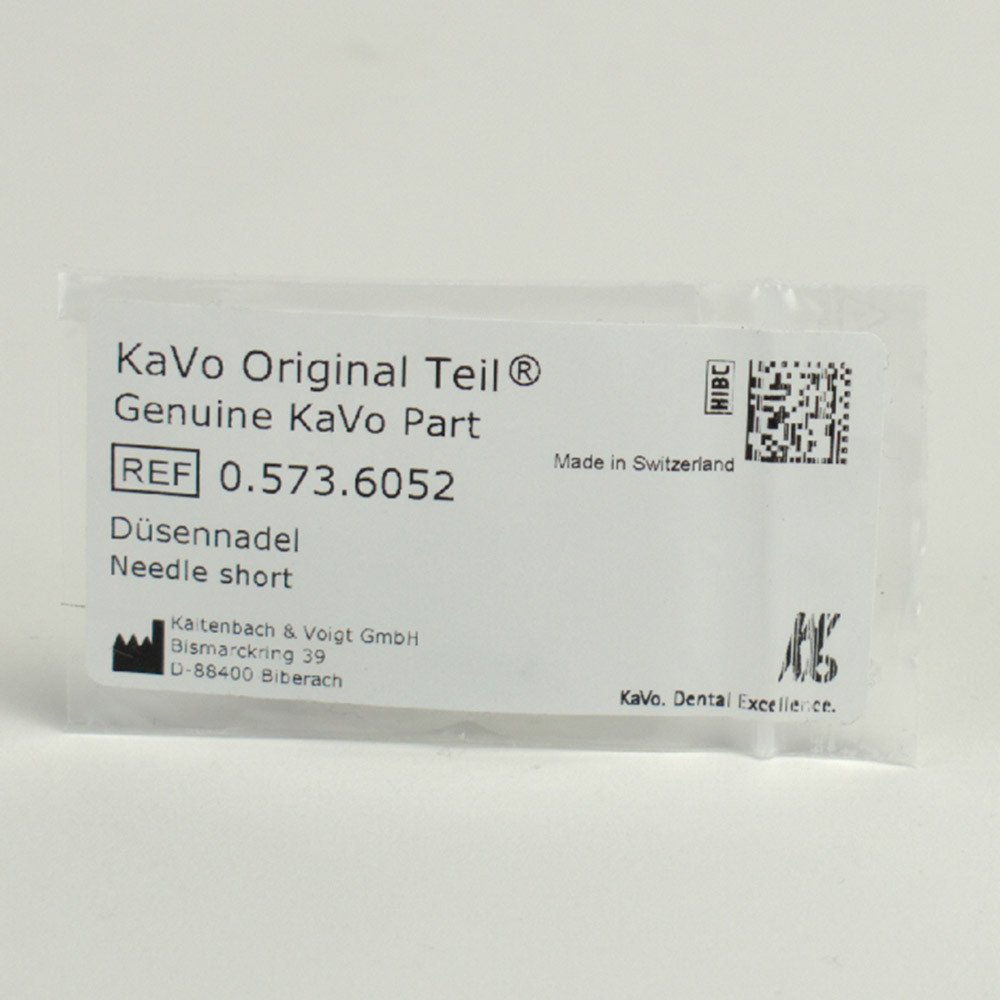 KaVo Original Teil®
Genuine KaVo Part
HIBC
Made in Switzerland
REF 0.573.6052
Düsennadel
Needle short
Kaltenbach & Voigt GmbH
Bismarckring 39
D-88400 Biberach
KaVo. Dental Excellence.